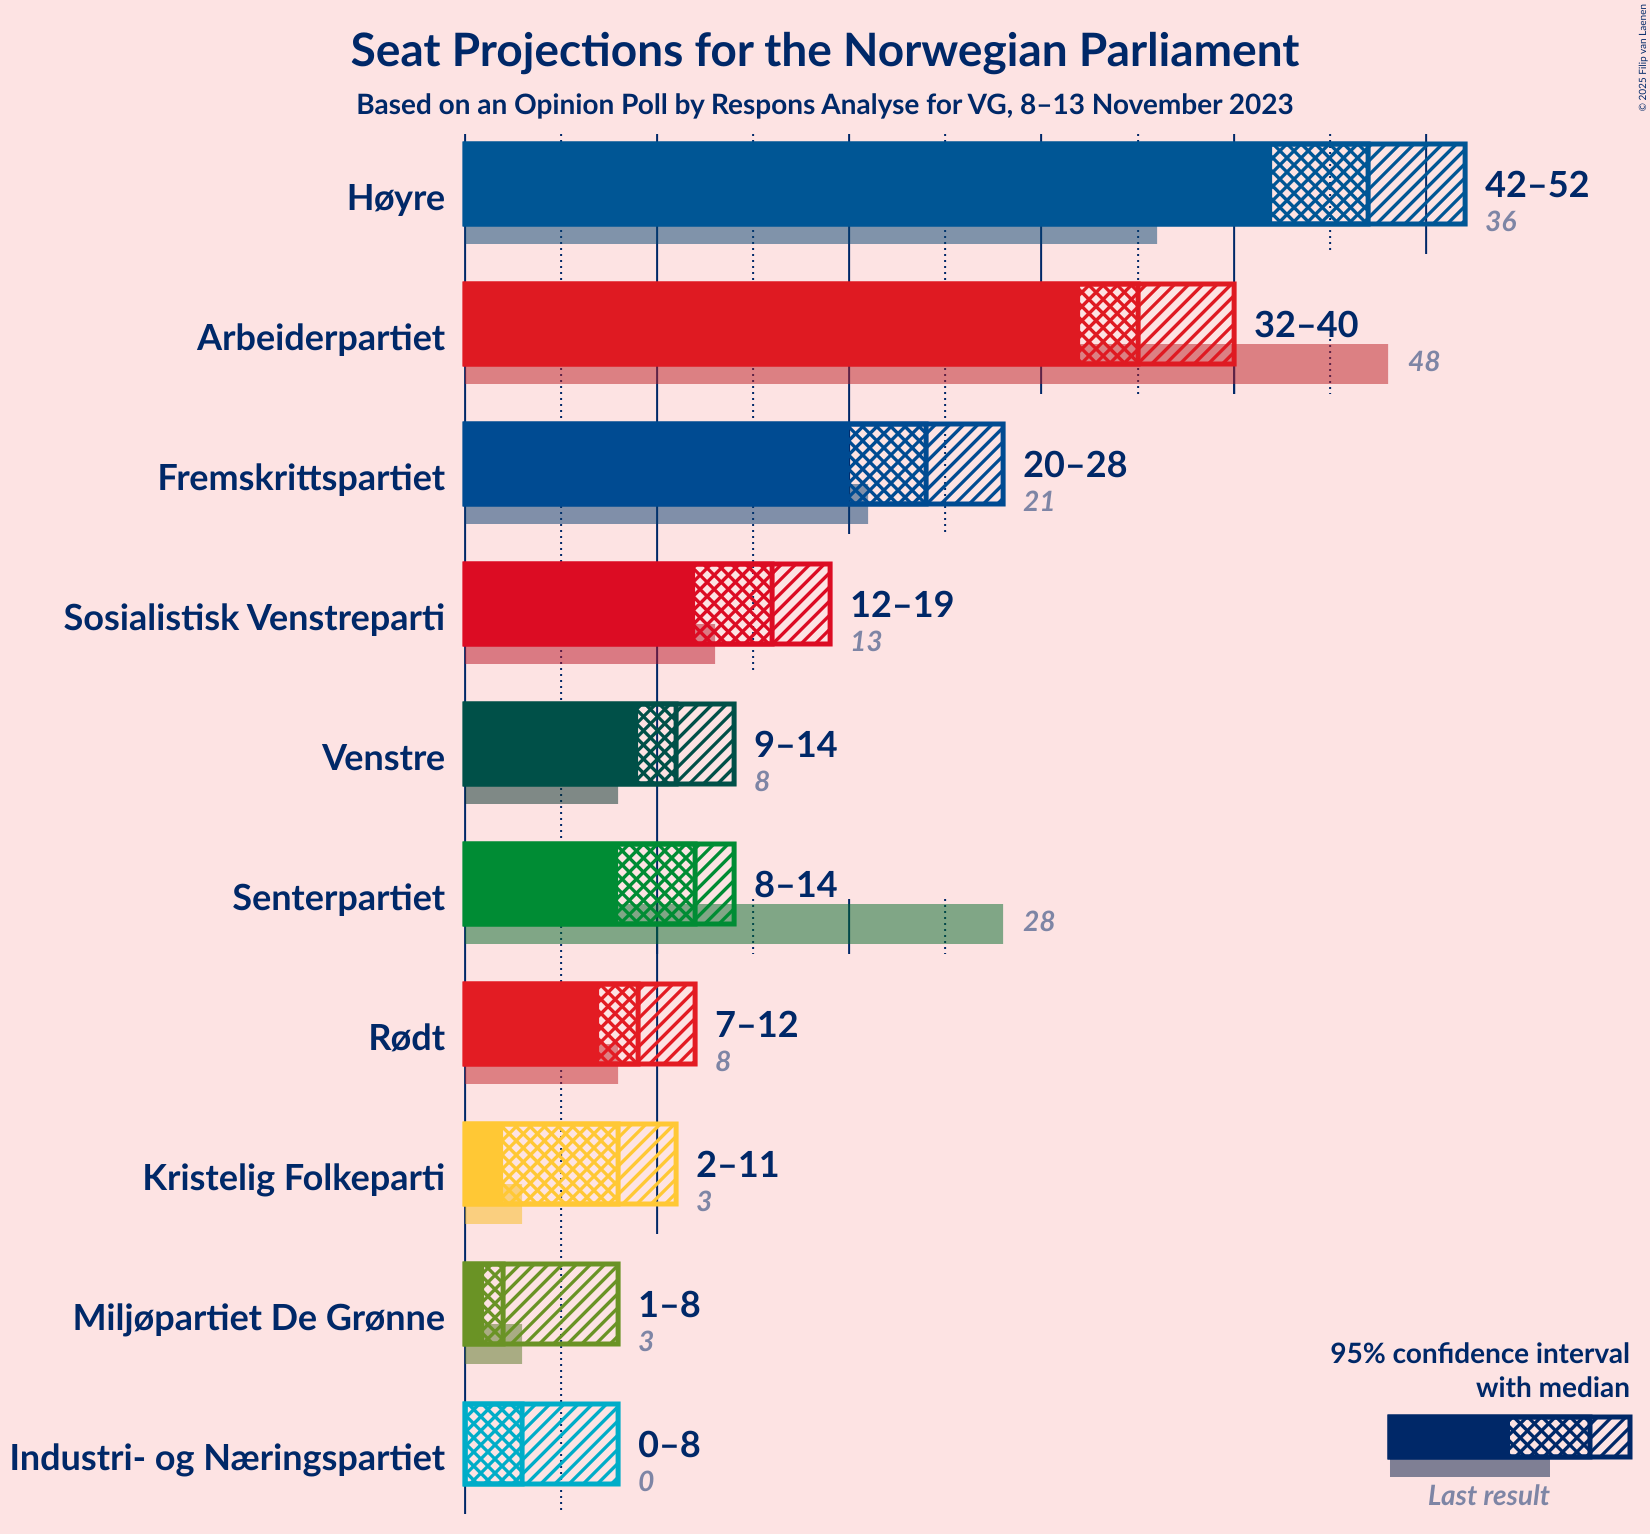 Seat Projections for the Norwegian Parliament
Based on an Opinion Poll by Respons Analyse for VG, 8–13 November 2023
© 2025 Filip van Laenen
Høyre
42–52
36
Arbeiderpartiet
32–40
48
Fremskrittspartiet
20–28
21
Sosialistisk Venstreparti
12–19
13
Venstre
9–14
8
Senterpartiet
8–14
28
Rødt
7–12
8
Kristelig Folkeparti
2–11
3
Miljøpartiet De Grønne
1–8
3
Industri- og Næringspartiet
0–8
0
95% confidence interval
with median
Last result